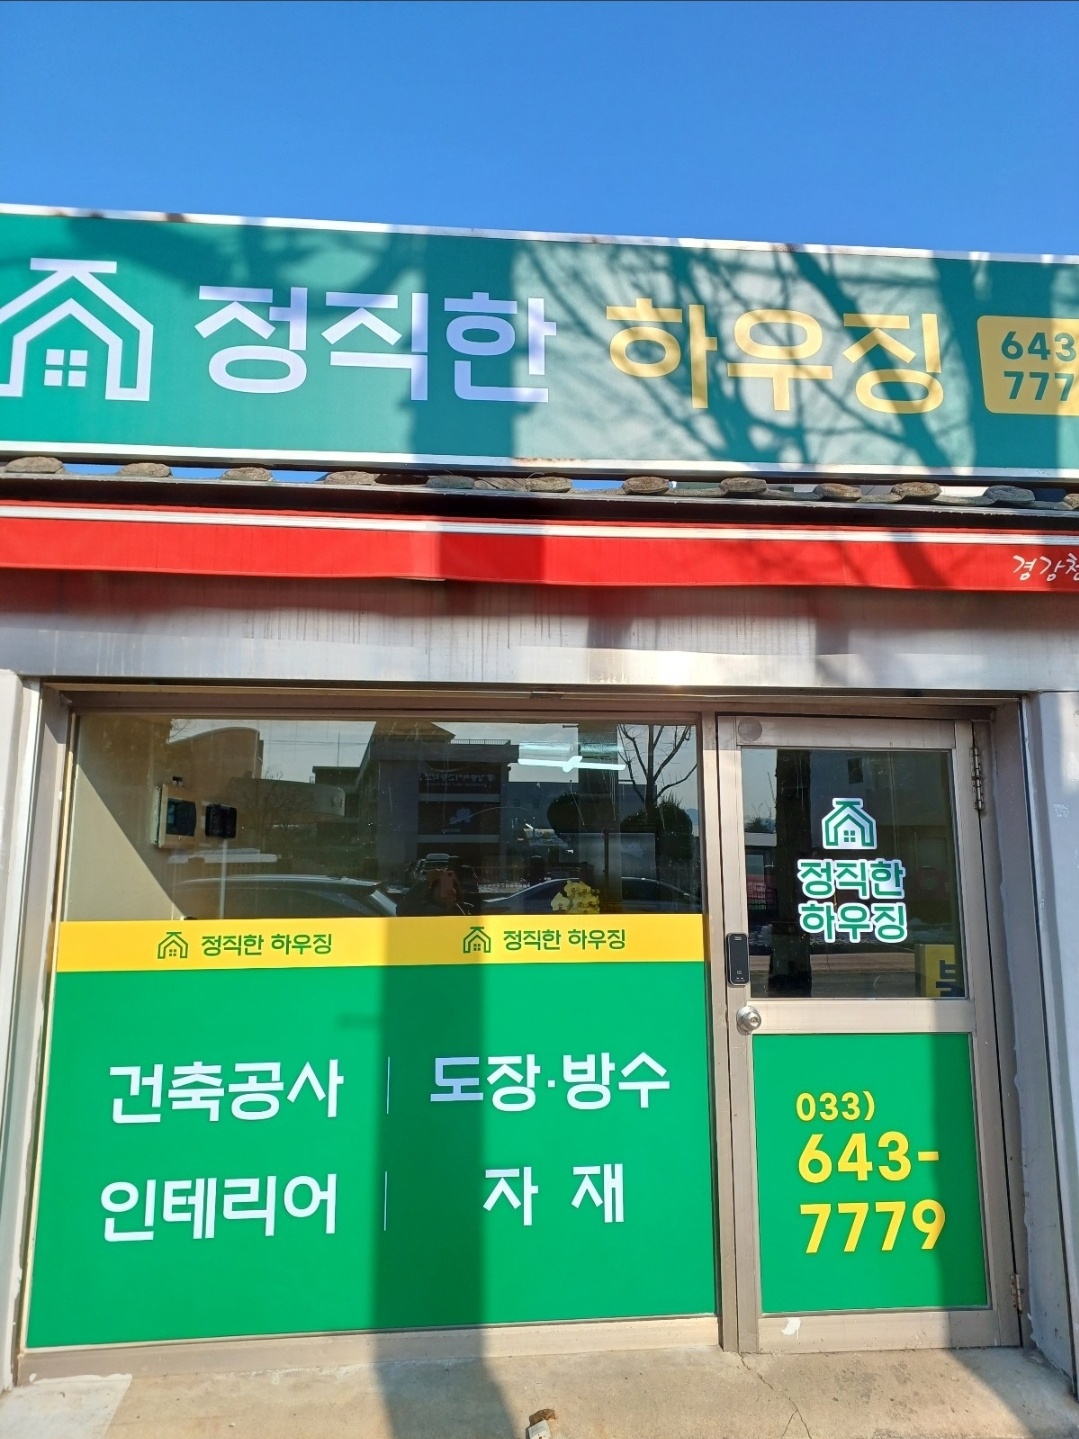 정직한 하우징
643
777
경강
정직한 하우징 정직한 하우징
정직한
하우징
건축공사 도장·방수
인테리어 자 재
033)
643-
7779